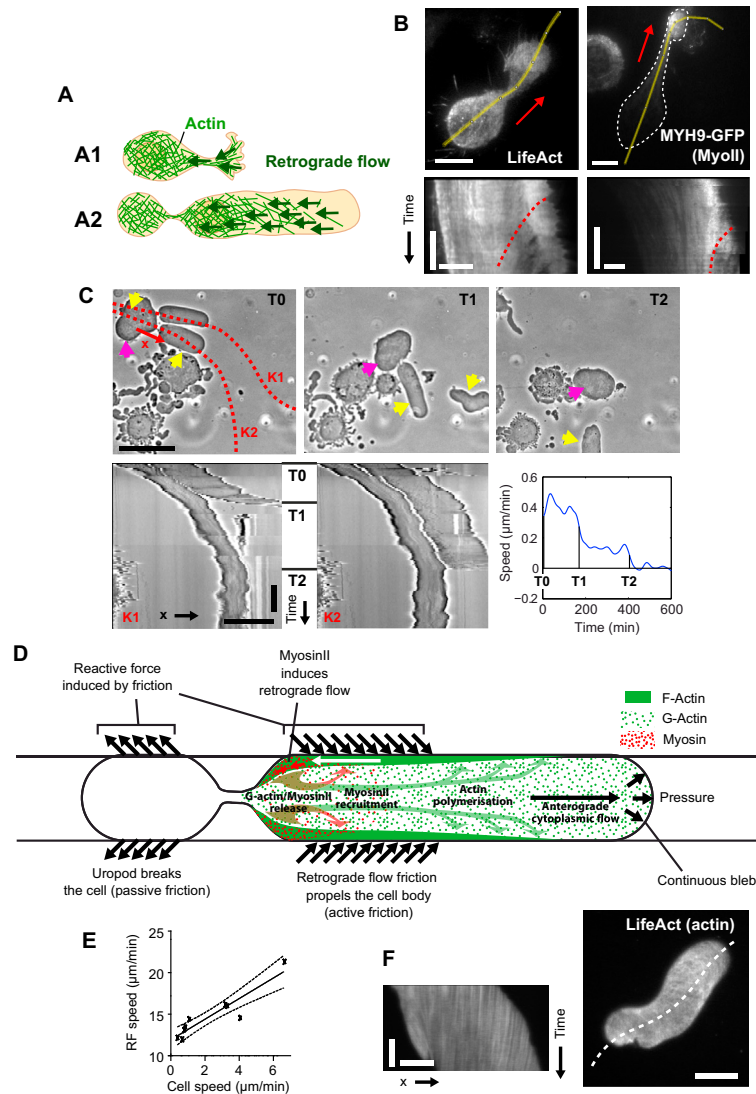 A
A1
Actin
Retrograde flow
A2
B
LifeAct
MYH9-GFP
(MyoII)
Time
C
T0
T1
T2
x
K1
K2
T0
T1
T2
Time
K1
x
K2
Speed (µm/min)
0.6
0.4
0.2
0
−0.2
T0
T1
T2
0
200
400
600
Time (min)
D
Reactive force
induced by friction
MyosinII
induces
retrograde flow
F-Actin
G-Actin
Myosin
G-actin/MyosinII
release
MyosinII
recruitment
Actin
polymerisation
Anterograde
cytoplasmic flow
Pressure
Uropod breaks
the cell (passive friction)
Retrograde flow friction
propels the cell body
(active friction)
Continuous bleb
E
RF speed (µm/min)
25
22
16
13
10
0
2
4
6
Cell speed (µm/min)
F
Time
x
LifeAct (actin)